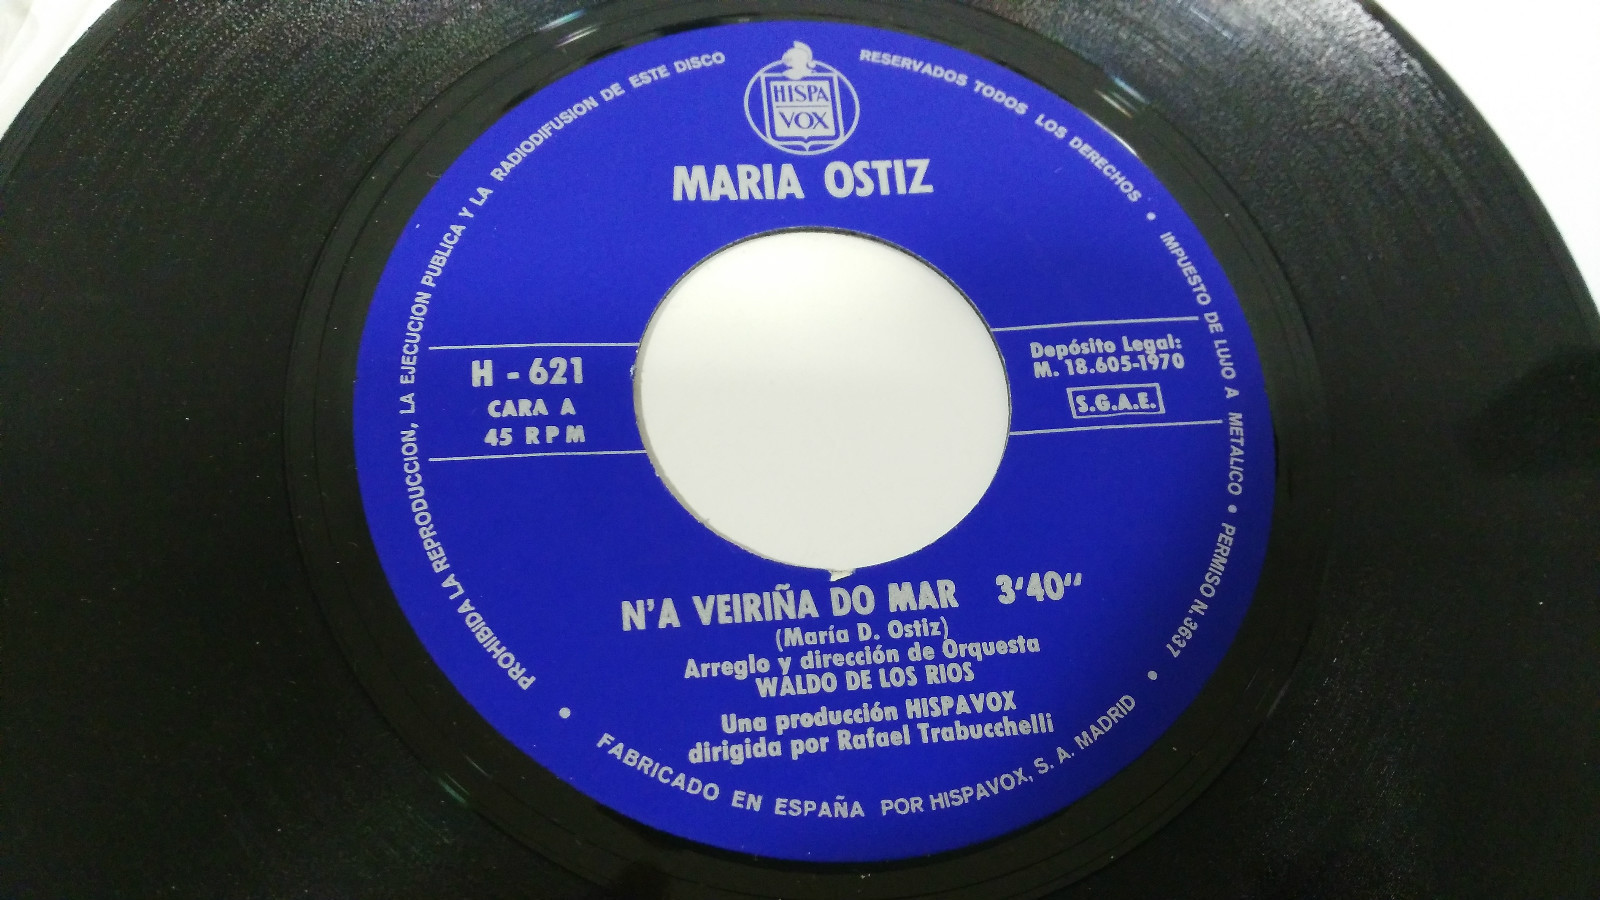 HISPA
VOX
MARIA OSTIZ
H - 621
CARA A
45 RPM
Depósito Legal:
M. 18.605-1970
S.G.A.E.
N'A VEIRIÑA DO MAR 3'40"
(María D. Ostiz)
Arreglo y dirección de Orquesta
WALDO DE LOS RIOS
Una producción HISPAVOX
dirigida por Rafael Trabucchelli
PROHIBIDA LA REPRODUCCION, LA EJECUCION PUBLICA Y LA RADIODIFUSION DE ESTE DISCO
RESERVADOS TODOS LOS DERECHOS • IMPUESTO DE LUJO A METALICO • PERMISO N. 3637 •
• FABRICADO EN ESPAÑA POR HISPAVOX, S. A. MADRID